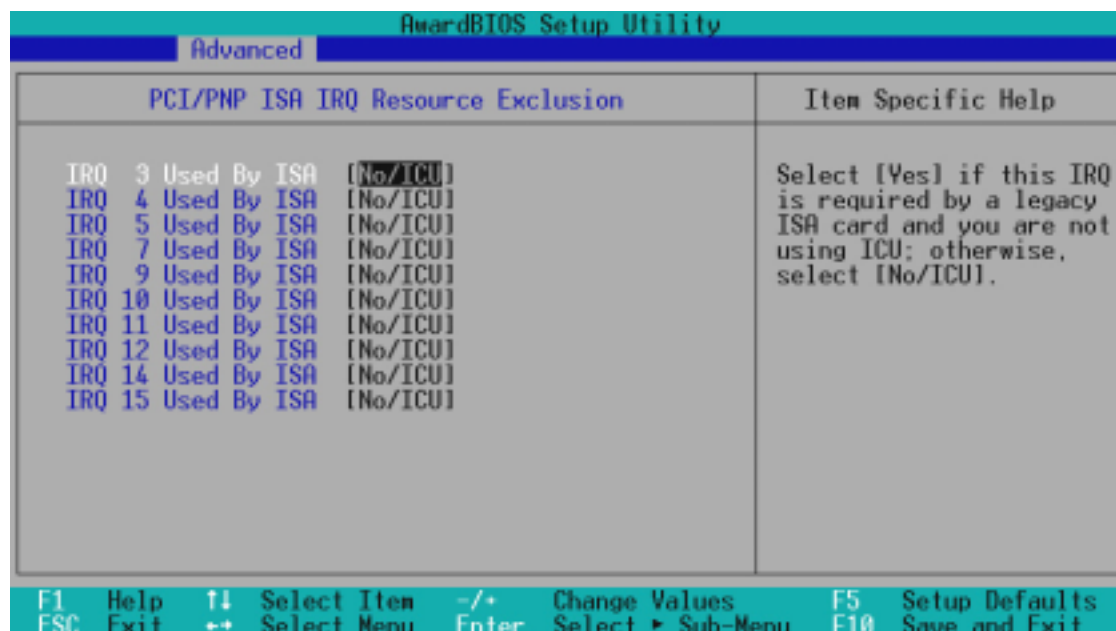 AwardBIOS Setup Utility
Advanced
PCI/PNP ISA IRQ Resource Exclusion
Item Specific Help
IRQ 3 Used By ISA [No/ICU]
IRQ 4 Used By ISA [No/ICU]
IRQ 5 Used By ISA [No/ICU]
IRQ 7 Used By ISA [No/ICU]
IRQ 9 Used By ISA [No/ICU]
IRQ 10 Used By ISA [No/ICU]
IRQ 11 Used By ISA [No/ICU]
IRQ 12 Used By ISA [No/ICU]
IRQ 14 Used By ISA [No/ICU]
IRQ 15 Used By ISA [No/ICU]
Select [Yes] if this IRQ
is required by a legacy
ISA card and you are not
using ICU; otherwise,
select [No/ICU].
F1 Help ↑↓ Select Item -/+ Change Values F5 Setup Defaults
ESC Exit ←→ Select Menu Enter Select ► Sub-Menu F10 Save and Exit